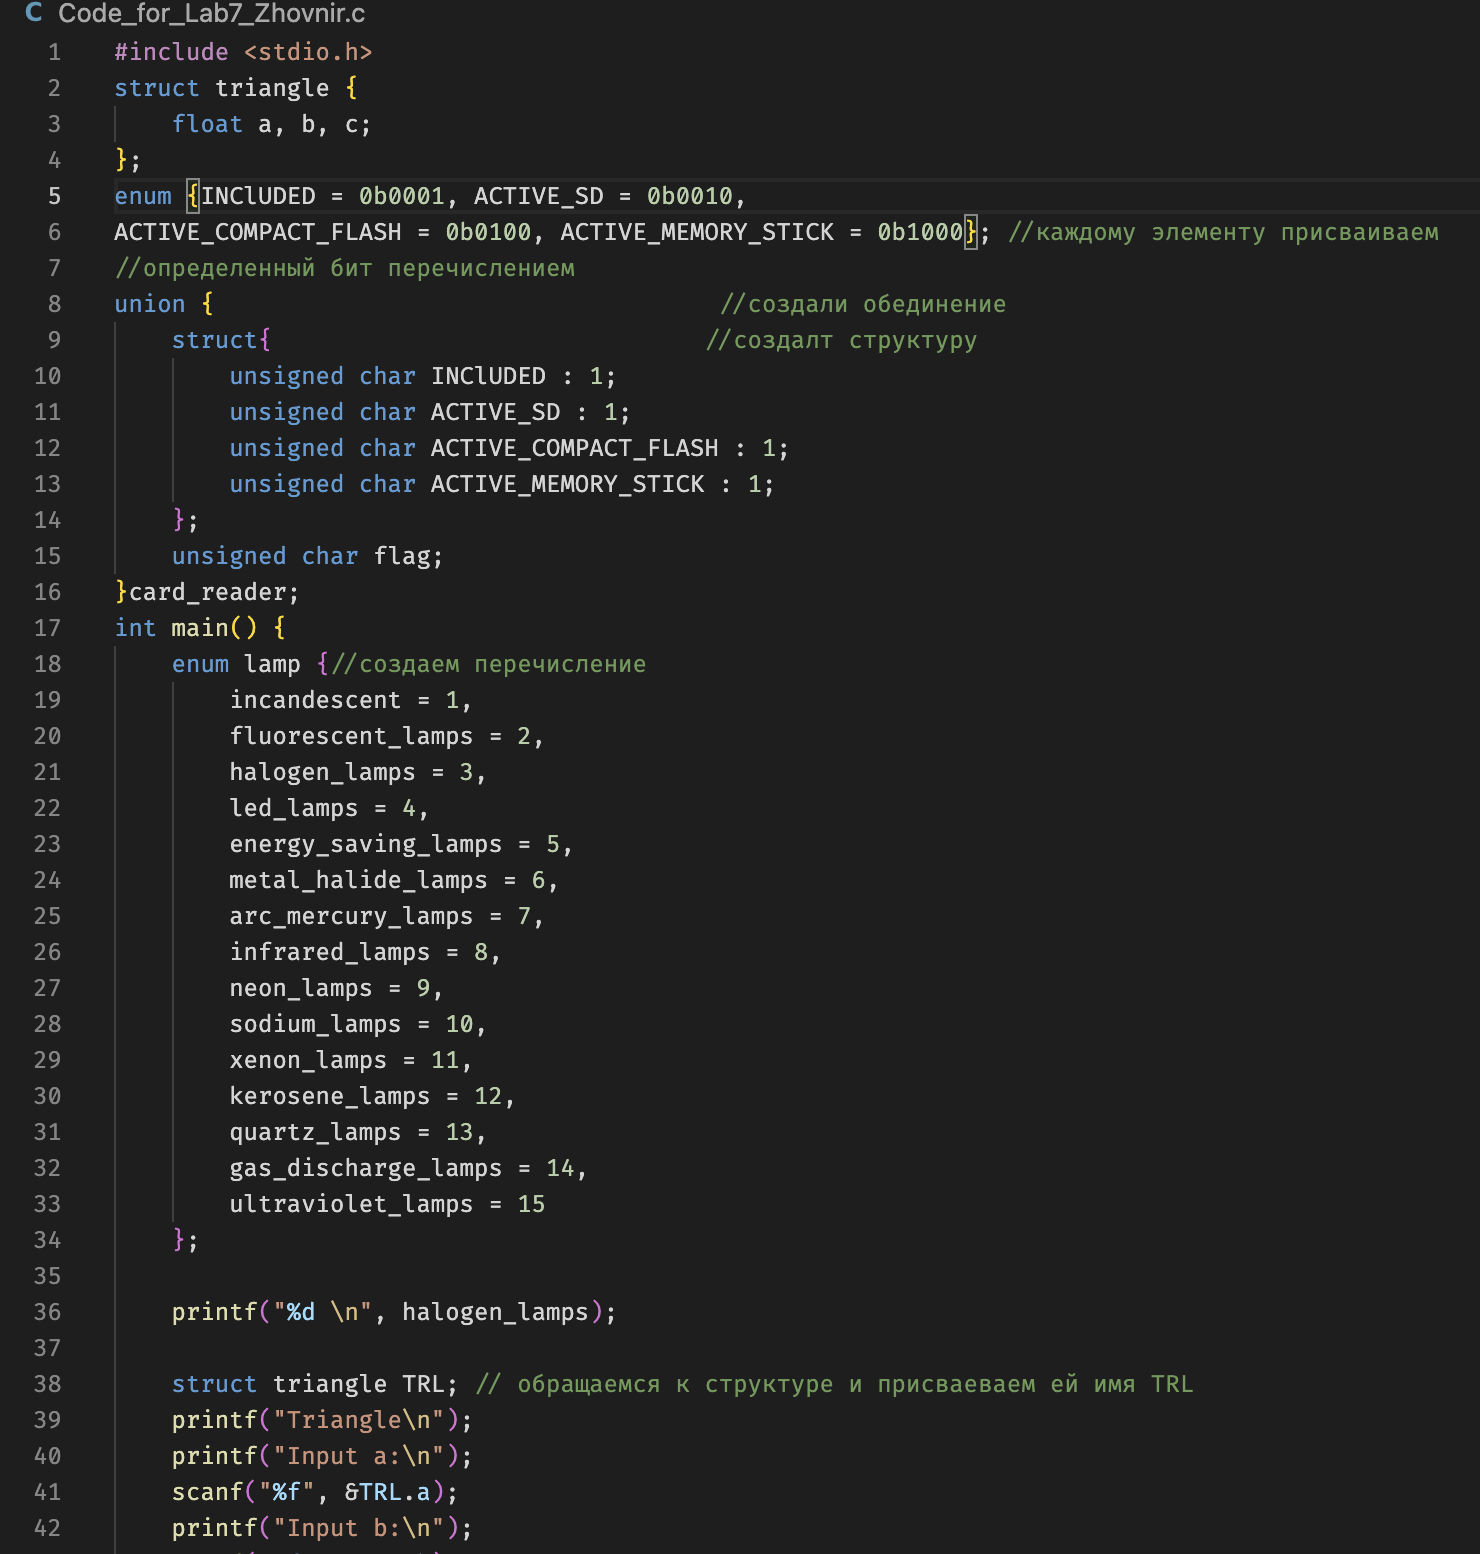 C Code_for_Lab7_Zhovnir.c
1 #include <stdio.h>
2 struct triangle {
3 float a, b, c;
4 };
5 enum {INClUDED = 0b0001, ACTIVE_SD = 0b0010,
6 ACTIVE_COMPACT_FLASH = 0b0100, ACTIVE_MEMORY_STICK = 0b1000}; //каждому элементу присваиваем
7 //определенный бит перечислением
8 union { //создали обединение
9 struct{ //создалт структуру
10 unsigned char INClUDED : 1;
11 unsigned char ACTIVE_SD : 1;
12 unsigned char ACTIVE_COMPACT_FLASH : 1;
13 unsigned char ACTIVE_MEMORY_STICK : 1;
14 };
15 unsigned char flag;
16 }card_reader;
17 int main() {
18 enum lamp {//создаем перечисление
19 incandescent = 1,
20 fluorescent_lamps = 2,
21 halogen_lamps = 3,
22 led_lamps = 4,
23 energy_saving_lamps = 5,
24 metal_halide_lamps = 6,
25 arc_mercury_lamps = 7,
26 infrared_lamps = 8,
27 neon_lamps = 9,
28 sodium_lamps = 10,
29 xenon_lamps = 11,
30 kerosene_lamps = 12,
31 quartz_lamps = 13,
32 gas_discharge_lamps = 14,
33 ultraviolet_lamps = 15
34 };
35
36 printf("%d \n", halogen_lamps);
37
38 struct triangle TRL; // обращаемся к структуре и присваеваем ей имя TRL
39 printf("Triangle\n");
40 printf("Input a:\n");
41 scanf("%f", &TRL.a);
42 printf("Input b:\n");